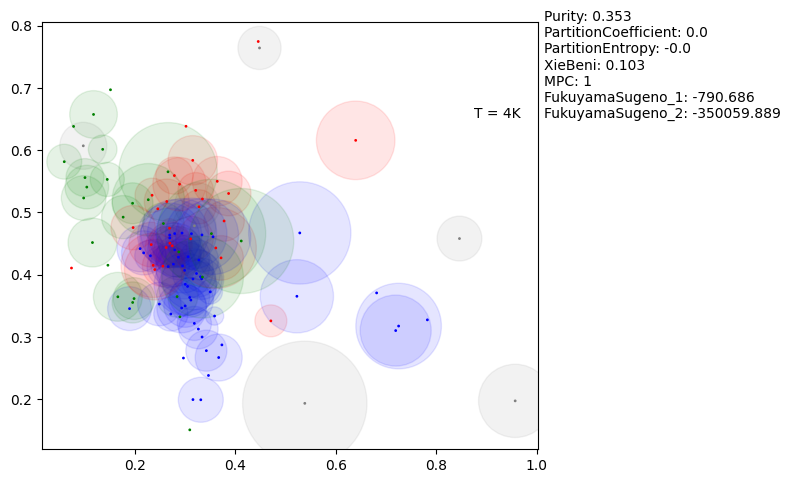 Purity: 0.353
PartitionCoefficient: 0.0
PartitionEntropy: -0.0
XieBeni: 0.103
MPC: 1
FukuyamaSugeno_1: -790.686
FukuyamaSugeno_2: -350059.889
T = 4K
0.8
0.7
0.6
0.5
0.4
0.3
0.2
0.2 0.4 0.6 0.8 1.0